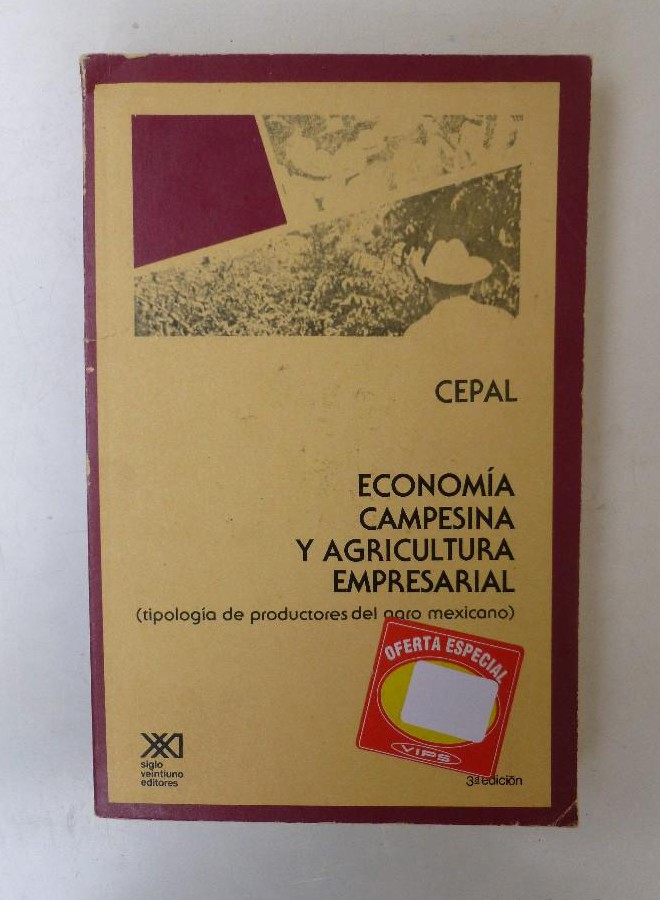 CEPAL
ECONOMÍA
CAMPESINA
Y AGRICULTURA
EMPRESARIAL
(tipología de productores del agro mexicano)
OFERTA ESPECIAL
VIPS
siglo
veintiuno
editores
3ª edición